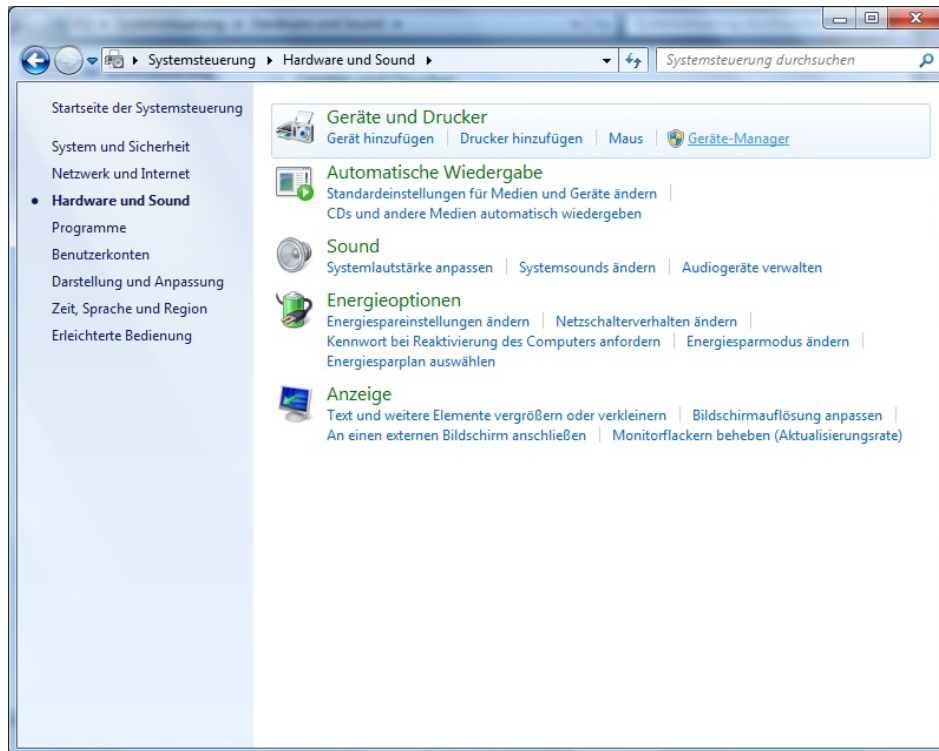 Systemsteuerung ▸ Hardware und Sound ▸
Systemsteuerung durchsuchen
Startseite der Systemsteuerung
System und Sicherheit
Netzwerk und Internet
Hardware und Sound
Programme
Benutzerkonten
Darstellung und Anpassung
Zeit, Sprache und Region
Erleichterte Bedienung
Geräte und Drucker
Gerät hinzufügen | Drucker hinzufügen | Maus | Geräte-Manager
Automatische Wiedergabe
Standardeinstellungen für Medien und Geräte ändern |
CDs und andere Medien automatisch wiedergeben
Sound
Systemlautstärke anpassen | Systemsounds ändern | Audiogeräte verwalten
Energieoptionen
Energiespareinstellungen ändern | Netzschalterverhalten ändern |
Kennwort bei Reaktivierung des Computers anfordern | Energiesparmodus ändern |
Energiesparplan auswählen
Anzeige
Text und weitere Elemente vergrößern oder verkleinern | Bildschirmauflösung anpassen |
An einen externen Bildschirm anschließen | Monitorflackern beheben (Aktualisierungsrate)